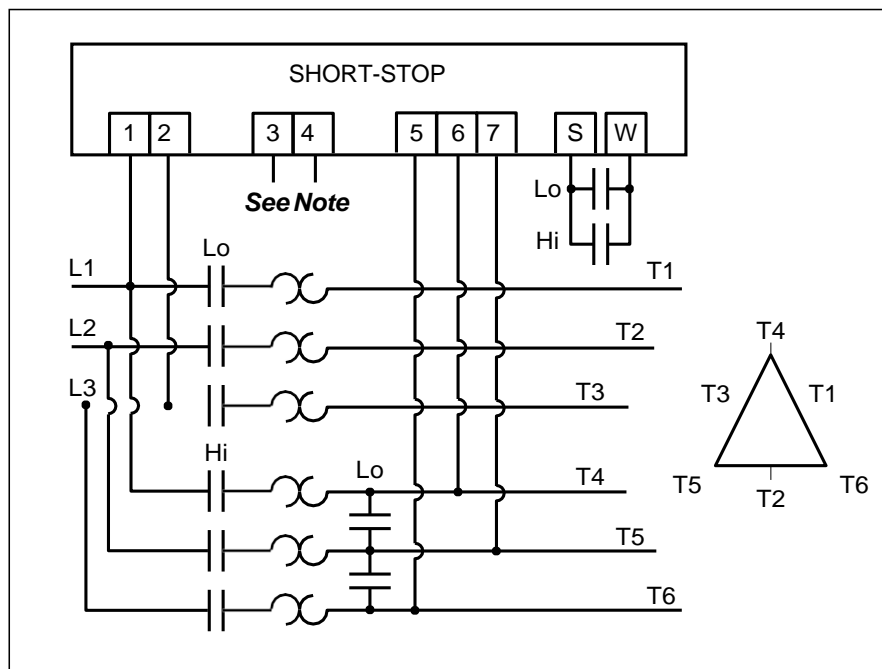 SHORT-STOP
1 2 3 4 5 6 7 S W
See Note
Lo
Hi
Lo
L1 T1
L2 T2
L3 T3
Hi Lo
T4
T5
T6
T4
T3 T1
T5 T2 T6